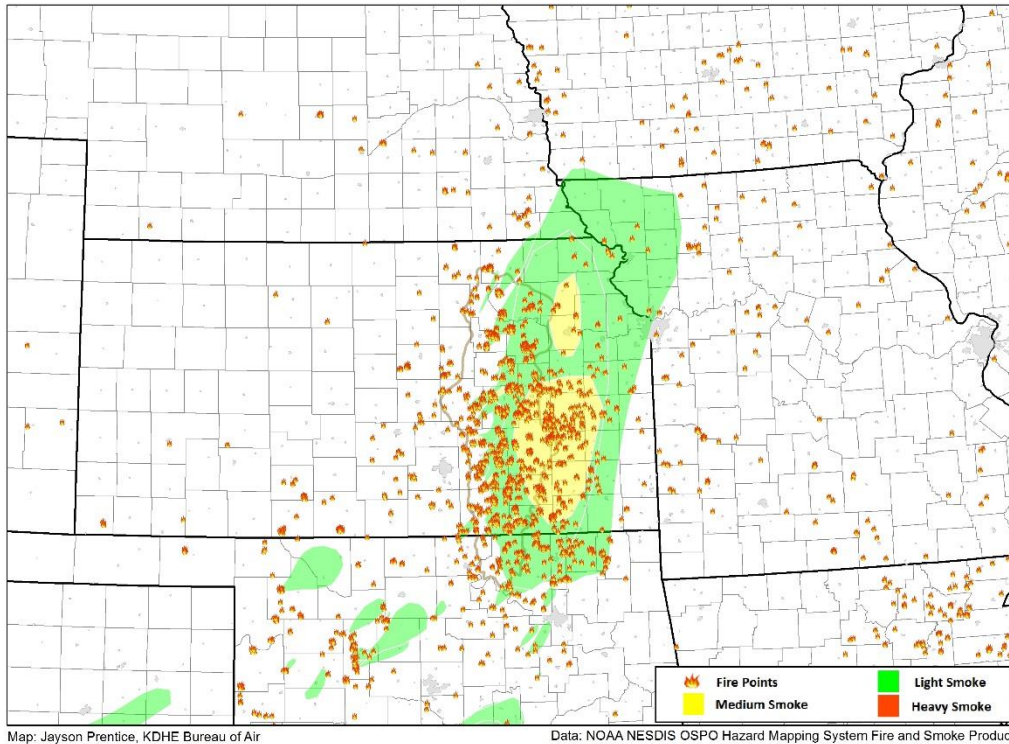 Fire Points
Light Smoke
Medium Smoke
Heavy Smoke
Map: Jayson Prentice, KDHE Bureau of Air
Data: NOAA NESDIS OSPO Hazard Mapping System Fire and Smoke Produc